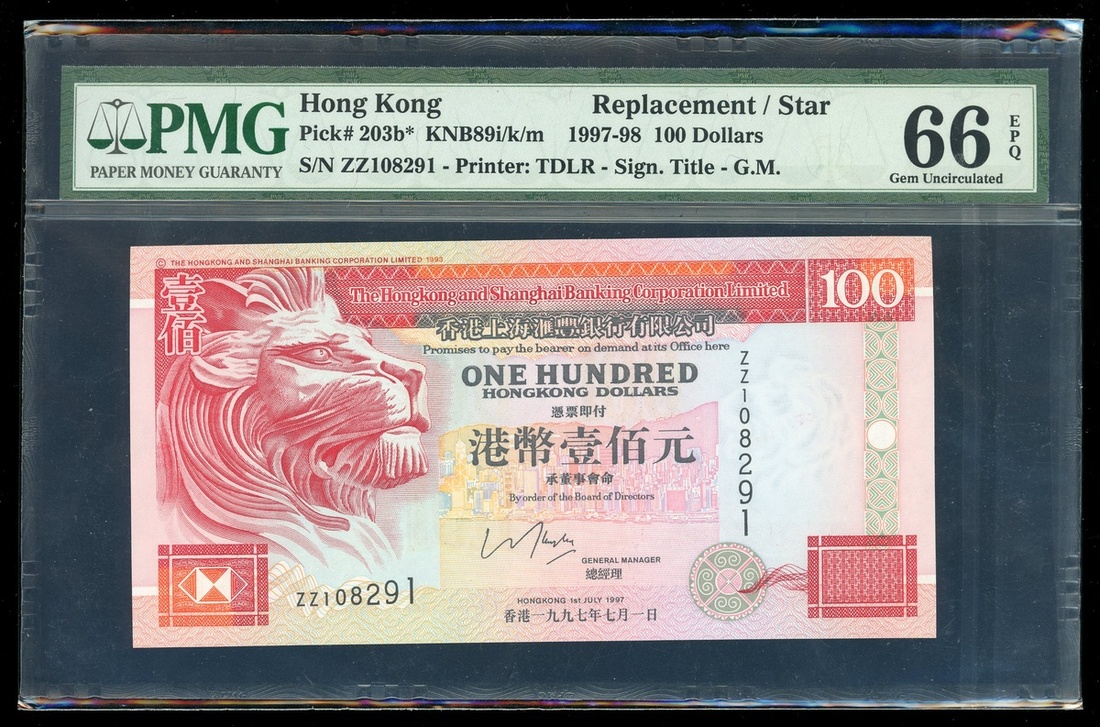 PMG
PAPER MONEY GUARANTY
Hong Kong Replacement / Star
Pick# 203b* KNB89i/k/m 1997-98 100 Dollars
S/N ZZ108291 - Printer: TDLR - Sign. Title - G.M.
66
EPQ
Gem Uncirculated
© THE HONGKONG AND SHANGHAI BANKING CORPORATION LIMITED 1993
壹佰
The Hongkong and Shanghai Banking Corporation Limited
100
香港上海滙豐銀行有限公司
Promises to pay the bearer on demand at its Office here
ONE HUNDRED
HONGKONG DOLLARS
憑票即付
港幣壹佰元
承董事會命
By order of the Board of Directors
ZZ108291
GENERAL MANAGER
總經理
ZZ108291
HONGKONG 1st JULY 1997
香港一九九七年七月一日